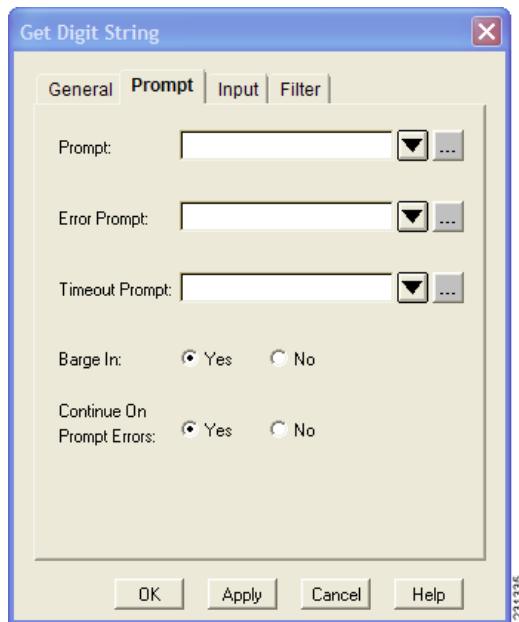 Get Digit String
General Prompt Input Filter
Prompt: ...
Error Prompt: ...
Timeout Prompt: ...
Barge In: Yes No
Continue On
Prompt Errors: Yes No
OK Apply Cancel Help
231335